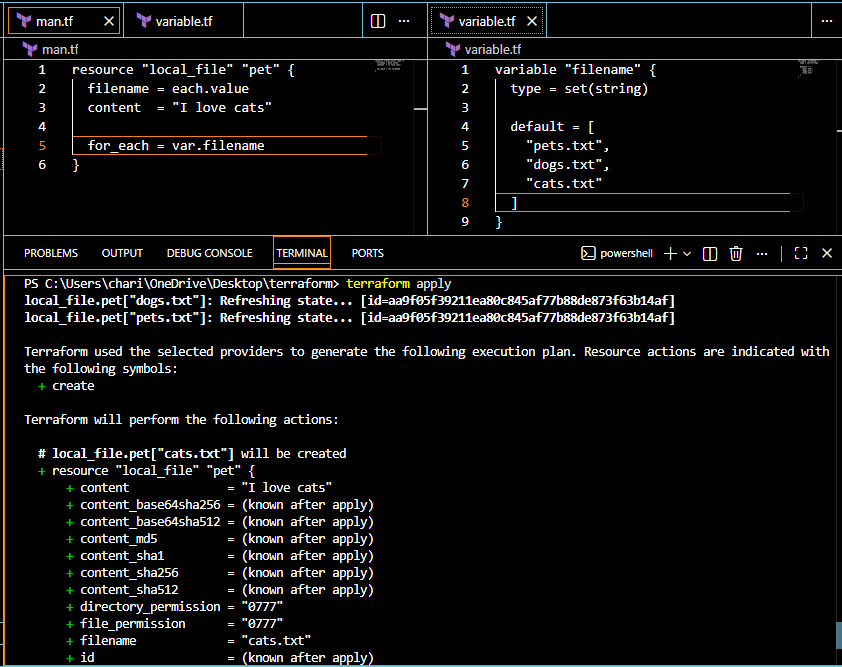 man.tf
variable.tf
variable.tf
man.tf
variable.tf
1 resource "local_file" "pet" {
2 filename = each.value
3 content = "I love cats"
4
5 for_each = var.filename
6 }
1 variable "filename" {
2 type = set(string)
3
4 default = [
5 "pets.txt",
6 "dogs.txt",
7 "cats.txt"
8 ]
9 }
PROBLEMS OUTPUT DEBUG CONSOLE TERMINAL PORTS powershell
PS C:\Users\chari\OneDrive\Desktop\terraform> terraform apply
local_file.pet["dogs.txt"]: Refreshing state... [id=aa9f05f39211ea80c845af77b88de873f63b14af]
local_file.pet["pets.txt"]: Refreshing state... [id=aa9f05f39211ea80c845af77b88de873f63b14af]
Terraform used the selected providers to generate the following execution plan. Resource actions are indicated with
the following symbols:
+ create
Terraform will perform the following actions:
# local_file.pet["cats.txt"] will be created
+ resource "local_file" "pet" {
+ content = "I love cats"
+ content_base64sha256 = (known after apply)
+ content_base64sha512 = (known after apply)
+ content_md5 = (known after apply)
+ content_sha1 = (known after apply)
+ content_sha256 = (known after apply)
+ content_sha512 = (known after apply)
+ directory_permission = "0777"
+ file_permission = "0777"
+ filename = "cats.txt"
+ id = (known after apply)